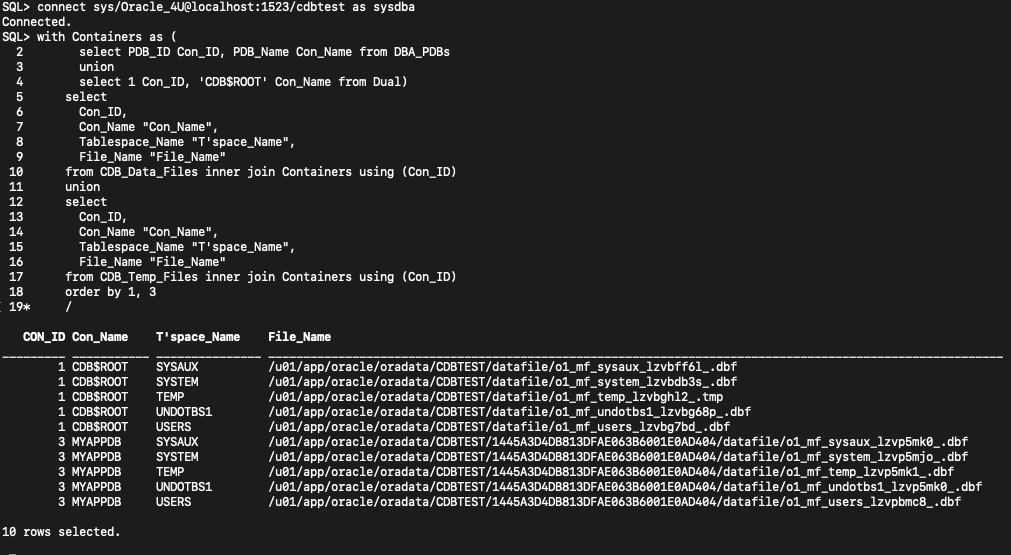 SQL> connect sys/Oracle_4U@localhost:1523/cdbtest as sysdba
Connected.
SQL> with Containers as (
  2        select PDB_ID Con_ID, PDB_Name Con_Name from DBA_PDBs
  3        union
  4        select 1 Con_ID, 'CDB$ROOT' Con_Name from Dual)
  5      select
  6        Con_ID,
  7        Con_Name "Con_Name",
  8        Tablespace_Name "T'space_Name",
  9        File_Name "File_Name"
 10      from CDB_Data_Files inner join Containers using (Con_ID)
 11      union
 12      select
 13        Con_ID,
 14        Con_Name "Con_Name",
 15        Tablespace_Name "T'space_Name",
 16        File_Name "File_Name"
 17      from CDB_Temp_Files inner join Containers using (Con_ID)
 18      order by 1, 3
 19*     /
   CON_ID Con_Name    T'space_Name    File_Name
        1 CDB$ROOT    SYSAUX          /u01/app/oracle/oradata/CDBTEST/datafile/o1_mf_sysaux_lzvbff6l_.dbf
        1 CDB$ROOT    SYSTEM          /u01/app/oracle/oradata/CDBTEST/datafile/o1_mf_system_lzvbdb3s_.dbf
        1 CDB$ROOT    TEMP            /u01/app/oracle/oradata/CDBTEST/datafile/o1_mf_temp_lzvbghl2_.tmp
        1 CDB$ROOT    UNDOTBS1        /u01/app/oracle/oradata/CDBTEST/datafile/o1_mf_undotbs1_lzvbg68p_.dbf
        1 CDB$ROOT    USERS           /u01/app/oracle/oradata/CDBTEST/datafile/o1_mf_users_lzvbg7bd_.dbf
        3 MYAPPDB     SYSAUX          /u01/app/oracle/oradata/CDBTEST/1445A3D4DB813DFAE063B6001E0AD404/datafile/o1_mf_sysaux_lzvp5mk0_.dbf
        3 MYAPPDB     SYSTEM          /u01/app/oracle/oradata/CDBTEST/1445A3D4DB813DFAE063B6001E0AD404/datafile/o1_mf_system_lzvp5mjo_.dbf
        3 MYAPPDB     TEMP            /u01/app/oracle/oradata/CDBTEST/1445A3D4DB813DFAE063B6001E0AD404/datafile/o1_mf_temp_lzvp5mk1_.dbf
        3 MYAPPDB     UNDOTBS1        /u01/app/oracle/oradata/CDBTEST/1445A3D4DB813DFAE063B6001E0AD404/datafile/o1_mf_undotbs1_lzvp5mk0_.dbf
        3 MYAPPDB     USERS           /u01/app/oracle/oradata/CDBTEST/1445A3D4DB813DFAE063B6001E0AD404/datafile/o1_mf_users_lzvpbmc8_.dbf
10 rows selected.